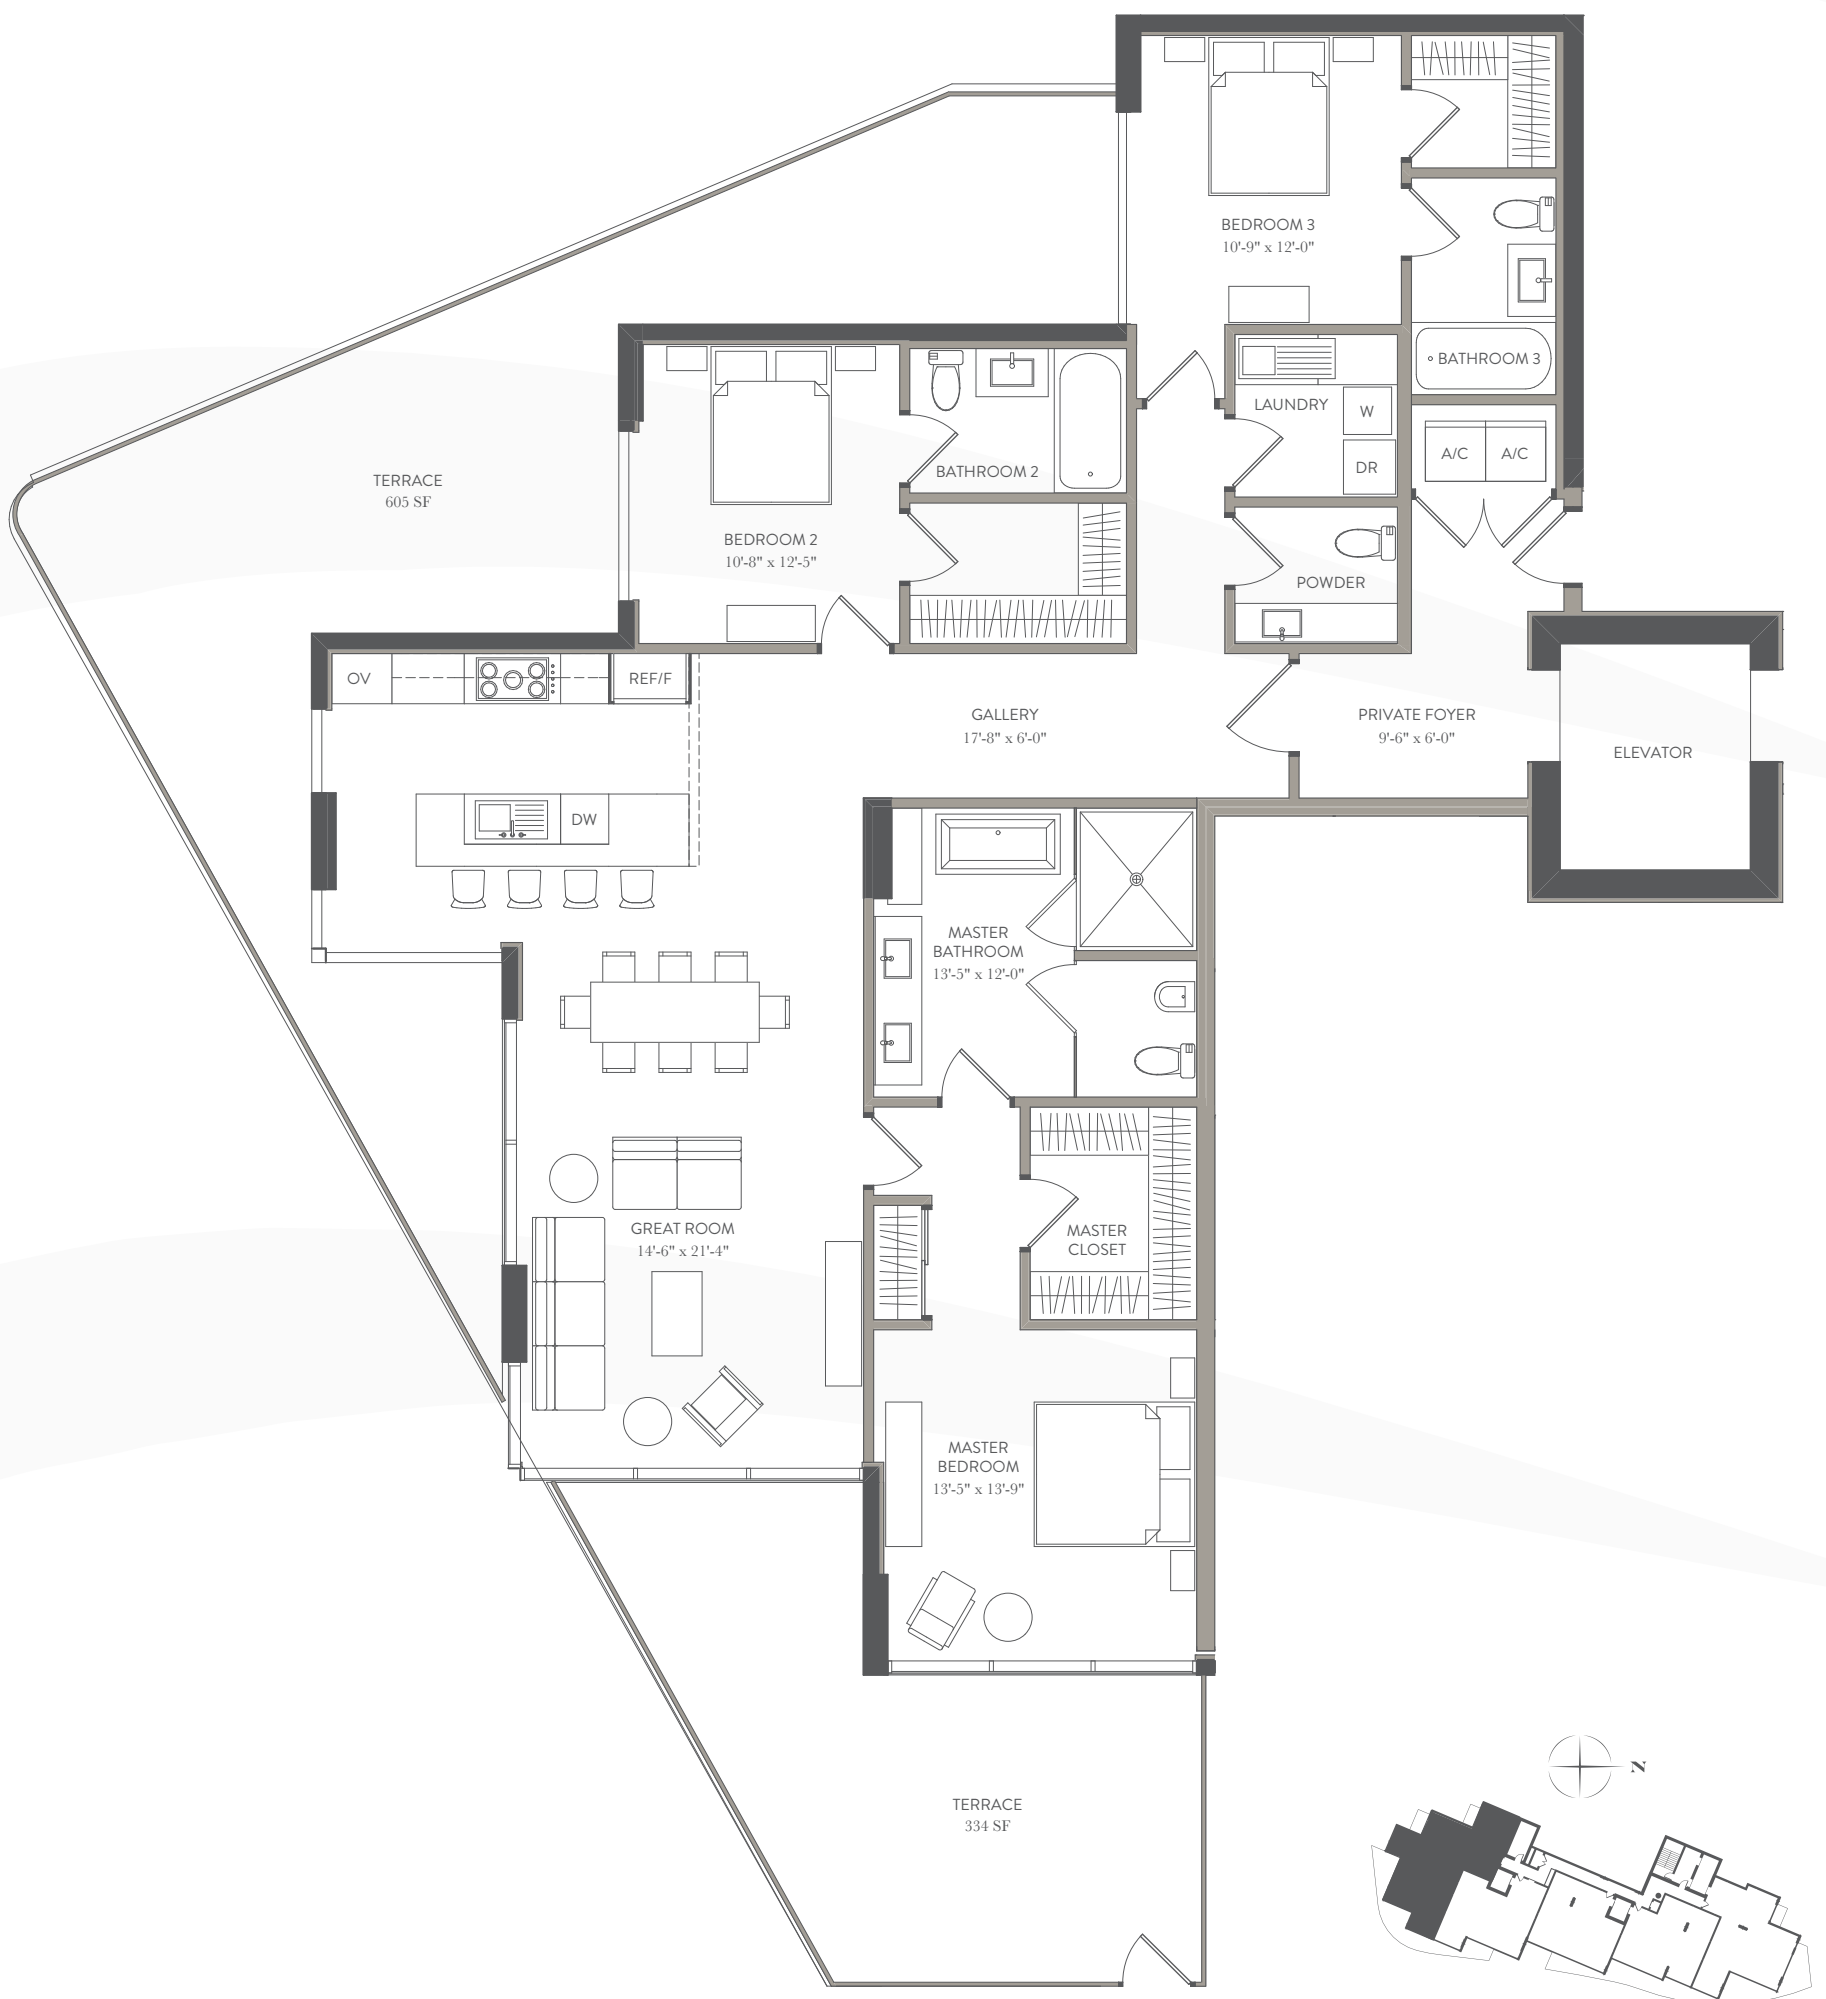 BEDROOM 3
10'-9" x 12'-0"
BATHROOM 3
LAUNDRY
W
DR
A/C
A/C
TERRACE
605 SF
BATHROOM 2
BEDROOM 2
10'-8" x 12'-5"
POWDER
OV
REF/F
GALLERY
17'-8" x 6'-0"
PRIVATE FOYER
9'-6" x 6'-0"
ELEVATOR
DW
MASTER
BATHROOM
13'-5" x 12'-0"
GREAT ROOM
14'-6" x 21'-4"
MASTER
CLOSET
MASTER
BEDROOM
13'-5" x 13'-9"
TERRACE
334 SF
N